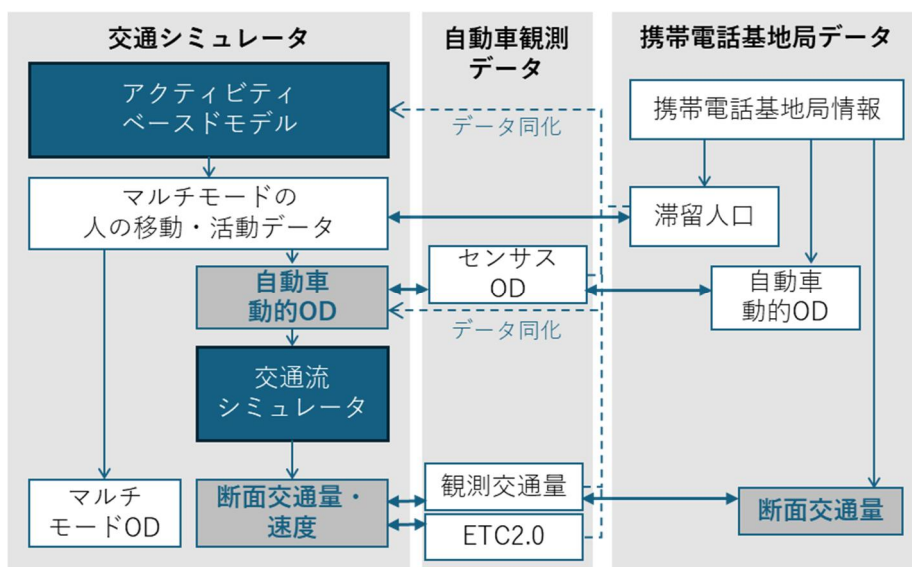 交通シミュレータ
アクティビティ
ベースドモデル
マルチモードの
人の移動・活動データ
自動車
動的OD
交通流
シミュレータ
マルチ
モードOD
断面交通量・
速度
自動車観測
データ
データ同化
センサス
OD
データ同化
観測交通量
ETC2.0
携帯電話基地局データ
携帯電話基地局情報
滞留人口
自動車
動的OD
断面交通量